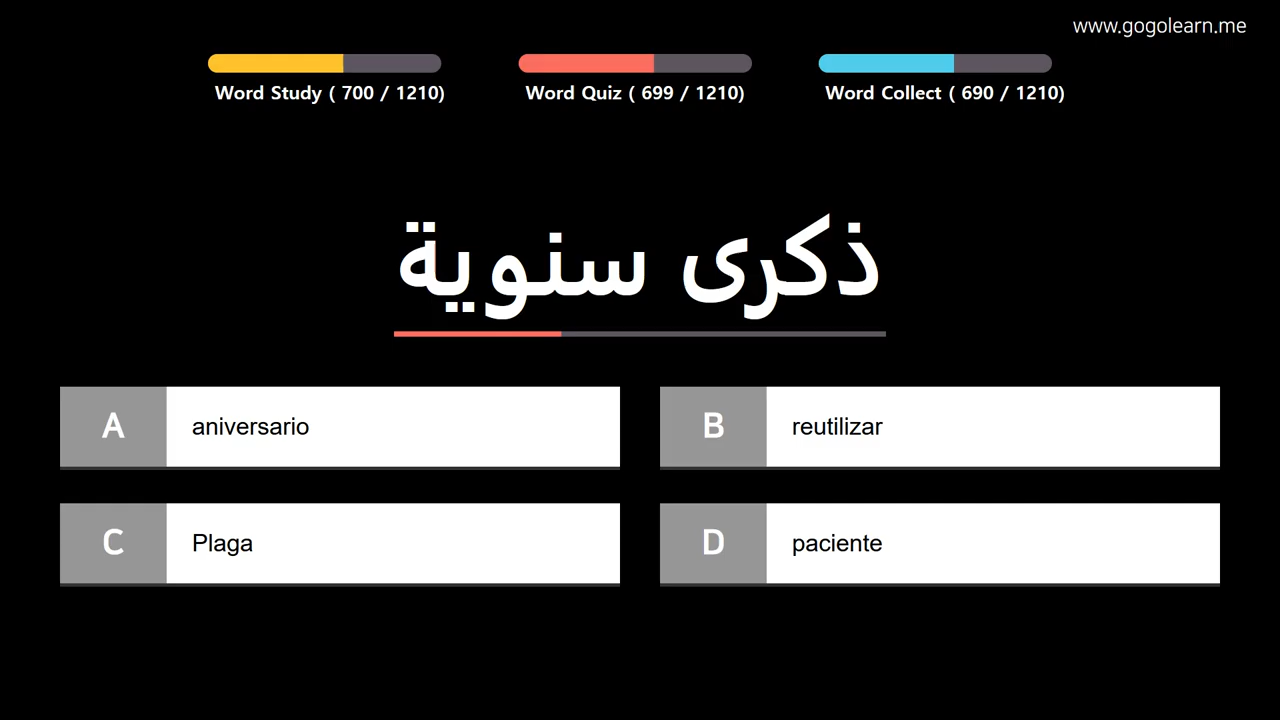 www.gogolearn.me
Word Study ( 700 / 1210)
Word Quiz ( 699 / 1210)
Word Collect ( 690 / 1210)
ذكرى سنوية
A aniversario
B reutilizar
C Plaga
D paciente